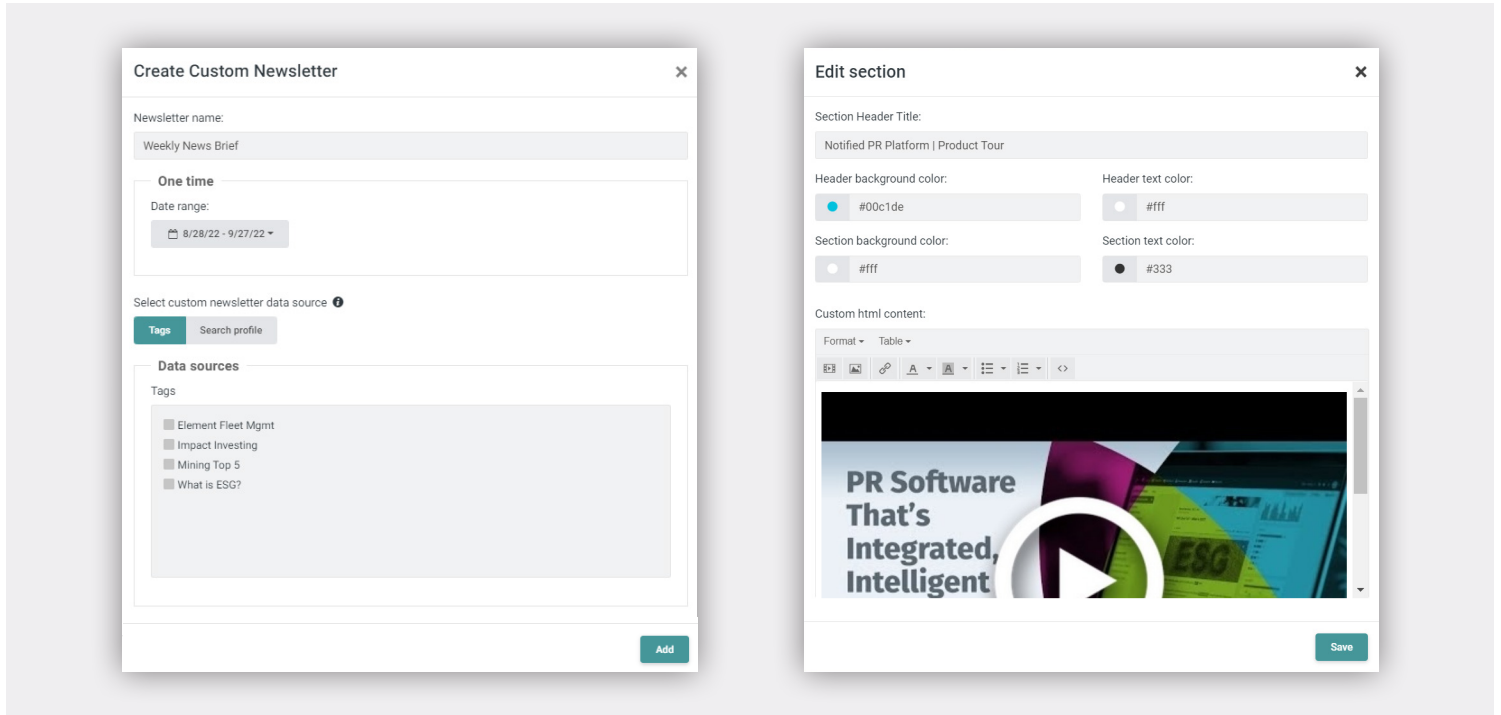 Create Custom Newsletter
Newsletter name:
Weekly News Brief
One time
Date range:
8/28/22 - 9/27/22
Select custom newsletter data source
Tags Search profile
Data sources
Tags
Element Fleet Mgmt
Impact Investing
Mining Top 5
What is ESG?
Add
Edit section
Section Header Title:
Notified PR Platform | Product Tour
Header background color: Header text color:
#00c1de #fff
Section background color: Section text color:
#fff #333
Custom html content:
Format Table
A A
PR Software
That's
Integrated,
Intelligent
ESG
Save